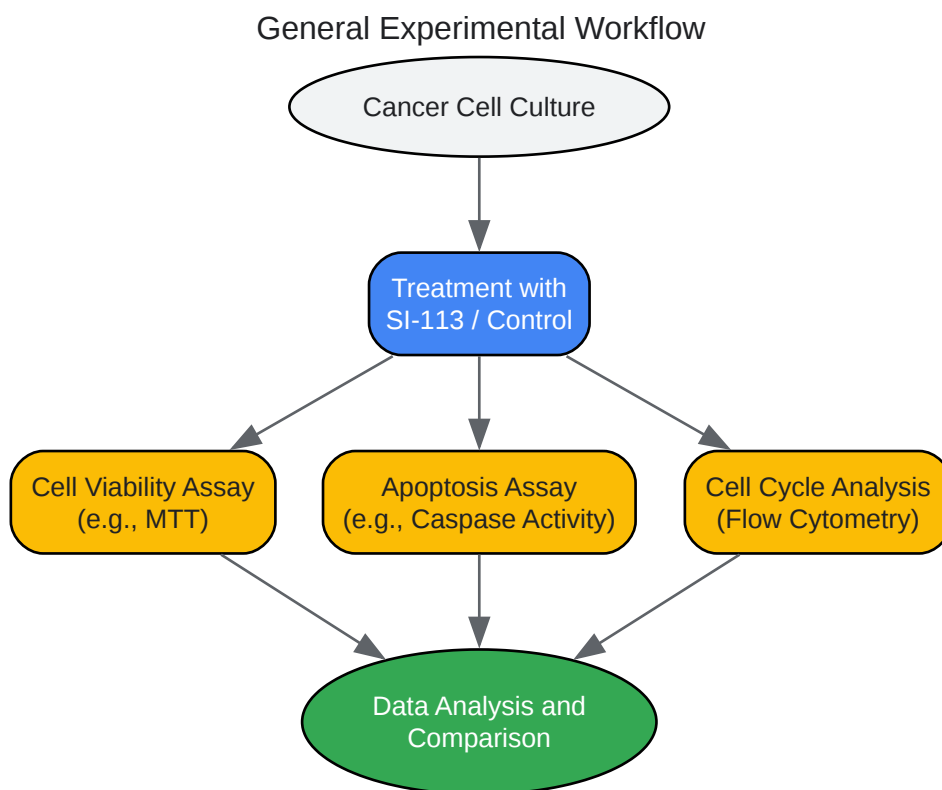 General Experimental Workflow
Cancer Cell Culture
Treatment with
SI-113 / Control
Cell Viability Assay
(e.g., MTT)
Apoptosis Assay
(e.g., Caspase Activity)
Cell Cycle Analysis
(Flow Cytometry)
Data Analysis and
Comparison